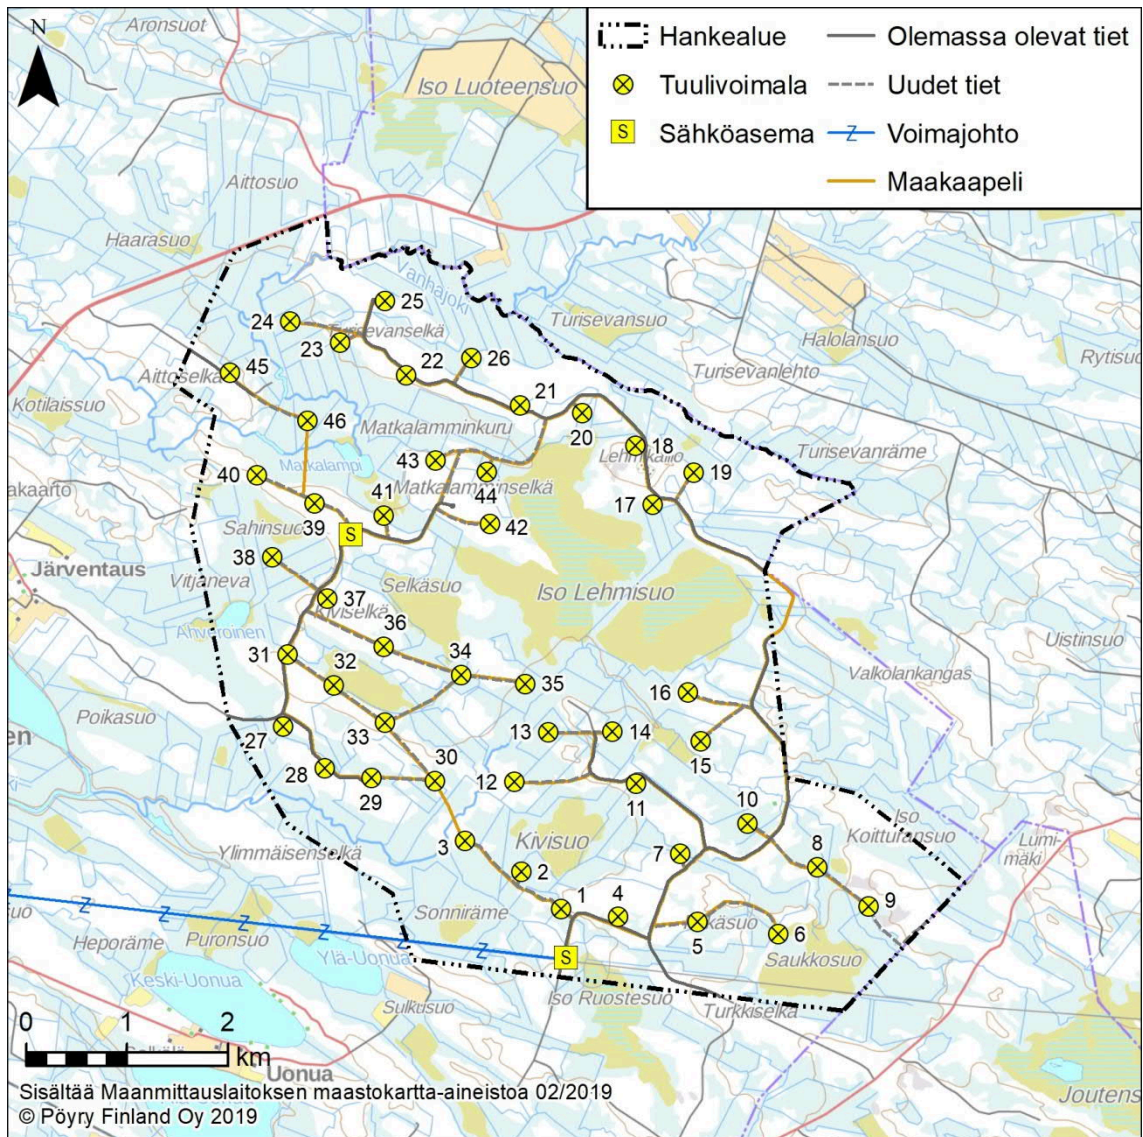 N
Aronsuot
Iso Luoteensuo
Hankealue
Olemassa olevat tiet
Tuulivoimala
Uudet tiet
S
Sähköasema
Z
Voimajohto
Maakaapeli
Aittosuo
Haarasuo
Vanhajoki
25
24
Turisevanselkä
Turisevansuo
Halolansuo
23
26
22
Rytisuo
45
Aittoselkä
Turisevanlehto
Kotilaissuo
21
20
46
Matkalamminkuru
18
Turisevanräme
Lehmikallio
43
Matkalampi
40
19
44
Matkalamminselkä
akaarto
41
17
39
Sahinsuo
42
S
38
Järventaus
Vitjaneva
Selkäsuo
Iso Lehmisuo
37
Kiviselkä
36
Ahveroinen
Uistinsuo
31
32
34
Valkolankangas
35
16
Poikasuo
33
13
14
en
27
15
30
28
29
12
11
10
Iso
Koitturansuo
Lumi-
mäki
Ylimmäisenselkä
3
Kivisuo
7
8
2
9
Z
Z
Z
Z
Z
Z
1
4
Sonniräme
5
6
suo
Puronsuo
Heporäme
Ylä-Uonua
S
Saukkosuo
Keski-Uonua
Sulkusuo
Iso Ruostesuo
Turkkiselkä
0 1 2
km
Uonua
Joutens
Sisältää Maanmittauslaitoksen maastokartta-aineistoa 02/2019
© Pöyry Finland Oy 2019